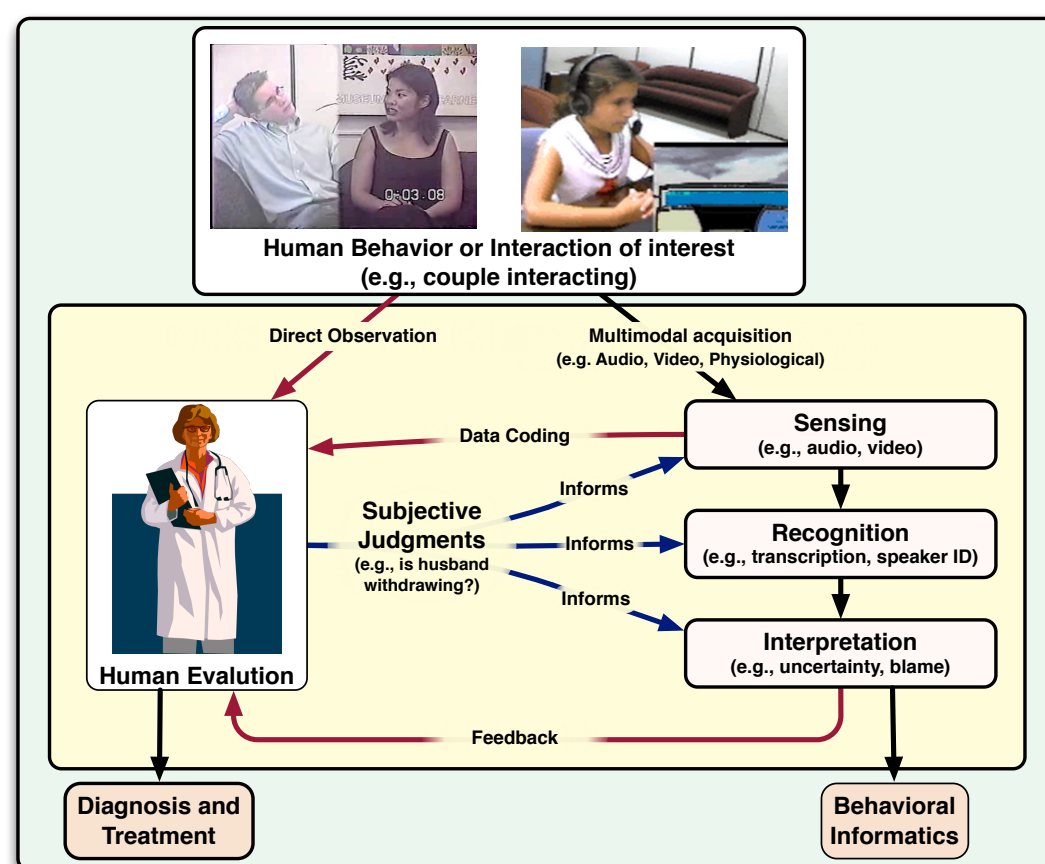 MUSEUM
0:03.08
Human Behavior or Interaction of interest
(e.g., couple interacting)
Direct Observation
Multimodal acquisition
(e.g. Audio, Video, Physiological)
Sensing
(e.g., audio, video)
Data Coding
Informs
Subjective
Judgments
(e.g., is husband
withdrawing?)
Informs
Recognition
(e.g., transcription, speaker ID)
Informs
Interpretation
(e.g., uncertainty, blame)
Human Evalution
Feedback
Diagnosis and
Treatment
Behavioral
Informatics